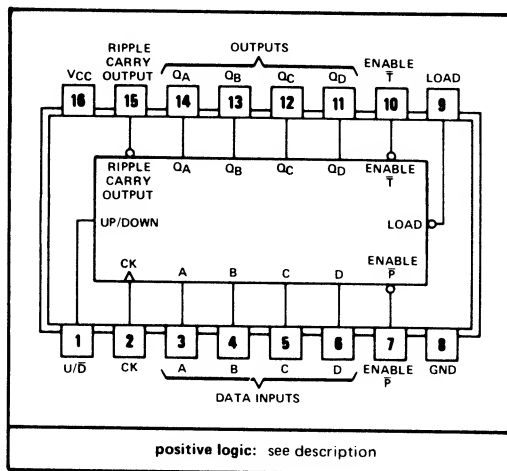 RIPPLE
CARRY
OUTPUT
OUTPUTS
ENABLE
T̅
VCC
QA
QB
QC
QD
LOAD
16
15
14
13
12
11
10
9
RIPPLE
CARRY
OUTPUT
QA
QB
QC
QD
ENABLE
T̅
UP/DOWN
LOAD
CK
A
B
C
D
ENABLE
P̅
1
2
3
4
5
6
7
8
U/D̅
CK
A
B
C
D
ENABLE
P̅
GND
DATA INPUTS
positive logic: see description